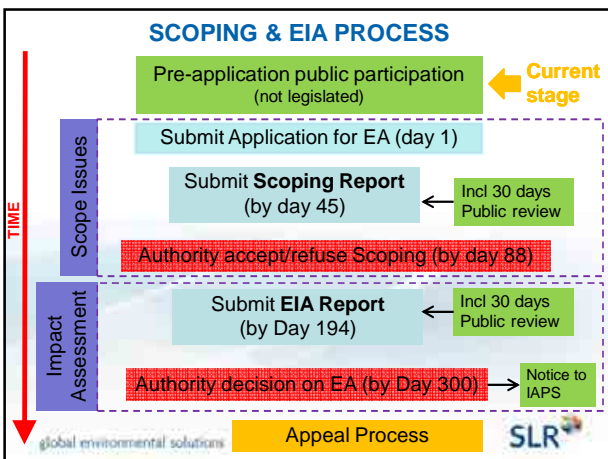 SCOPING & EIA PROCESS
Pre-application public participation
(not legislated)
Current
stage
Submit Application for EA (day 1)
Scope Issues
Submit Scoping Report
(by day 45)
Incl 30 days
Public review
TIME
Authority accept/refuse Scoping (by day 88)
Impact
Assessment
Submit EIA Report
(by Day 194)
Incl 30 days
Public review
Authority decision on EA (by Day 300)
Notice to
IAPS
global environmental solutions
Appeal Process
SLR